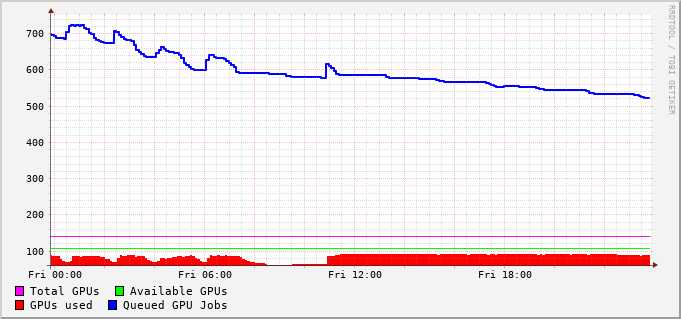 RRDTOOL / TOBI OETIKER
700
600
500
400
300
200
100
Fri 00:00 Fri 06:00 Fri 12:00 Fri 18:00
Total GPUs Available GPUs
GPUs used Queued GPU Jobs